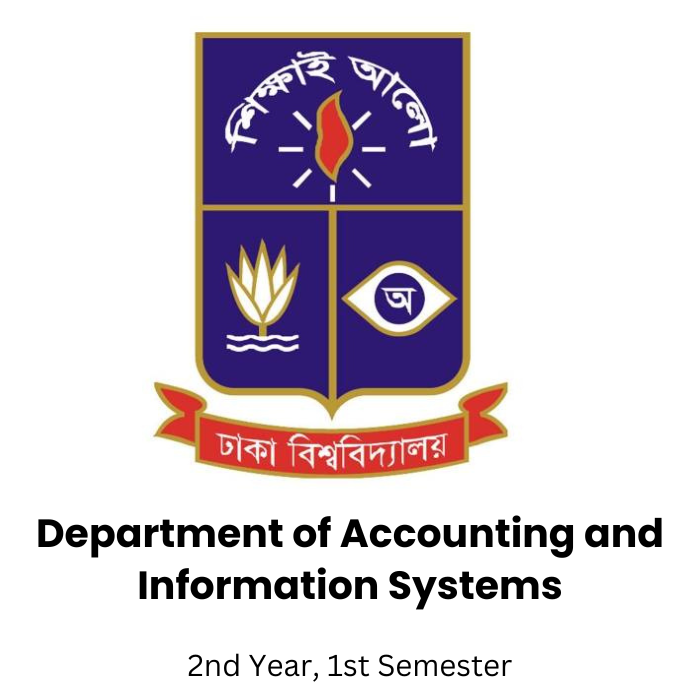 শিক্ষাই আলো
অ
ঢাকা বিশ্ববিদ্যালয়
Department of Accounting and
Information Systems
2nd Year, 1st Semester